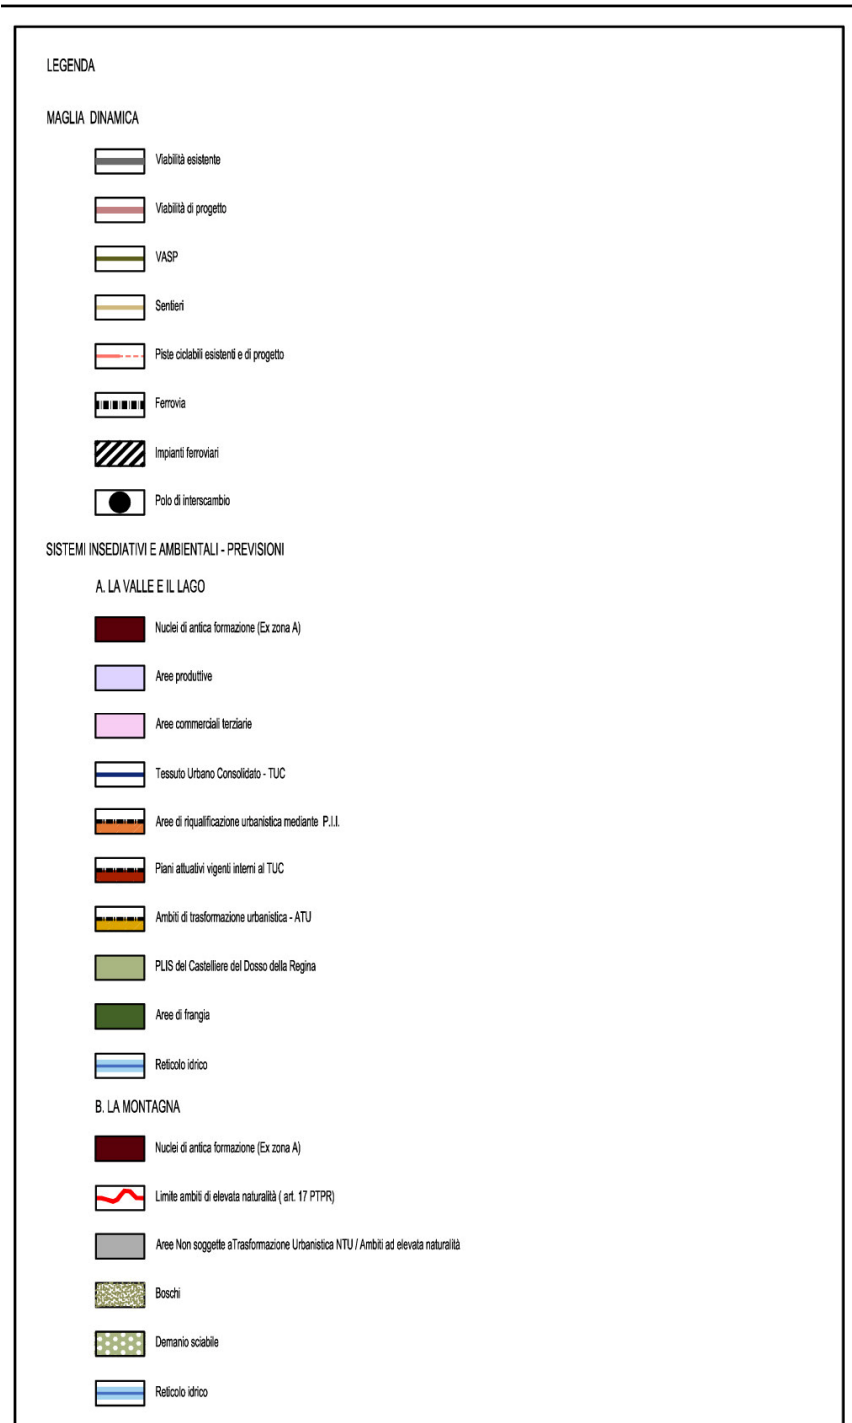 LEGENDA
MAGLIA DINAMICA
Viabilità esistente
Viabilità di progetto
VASP
Sentieri
Piste ciclabili esistenti e di progetto
Ferrovia
Impianti ferroviari
Polo di interscambio
SISTEMI INSEDIATIVI E AMBIENTALI - PREVISIONI
A. LA VALLE E IL LAGO
Nuclei di antica formazione (Ex zona A)
Aree produttive
Aree commerciali terziarie
Tessuto Urbano Consolidato - TUC
Aree di riqualificazione urbanistica mediante P.I.I.
Piani attuativi vigenti interni al TUC
Ambiti di trasformazione urbanistica - ATU
PLIS del Castelliere del Dosso della Regina
Aree di frangia
Reticolo idrico
B. LA MONTAGNA
Nuclei di antica formazione (Ex zona A)
Limite ambiti di elevata naturalità ( art. 17 PTPR)
Aree Non soggette aTrasformazione Urbanistica NTU / Ambiti ad elevata naturalità
Boschi
Demanio sciabile
Reticolo idrico